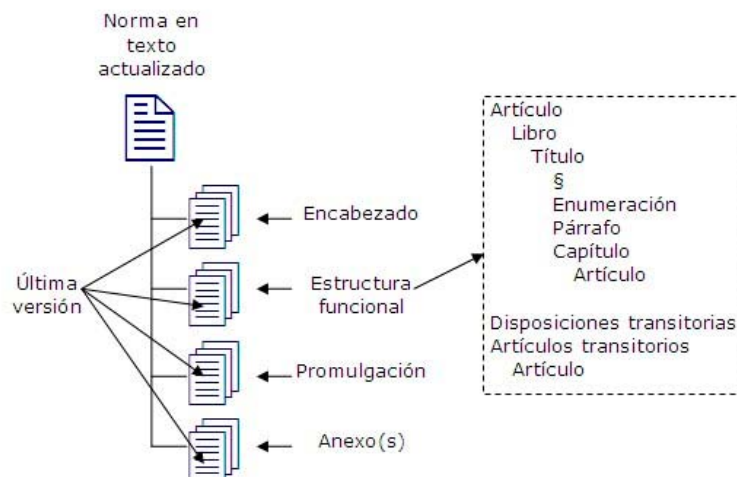 Norma en
texto
actualizado
Última
versión
Encabezado
Estructura
funcional
Promulgación
Anexo(s)
Artículo
Libro
Título
§
Enumeración
Párrafo
Capítulo
Artículo
Disposiciones transitorias
Artículos transitorios
Artículo